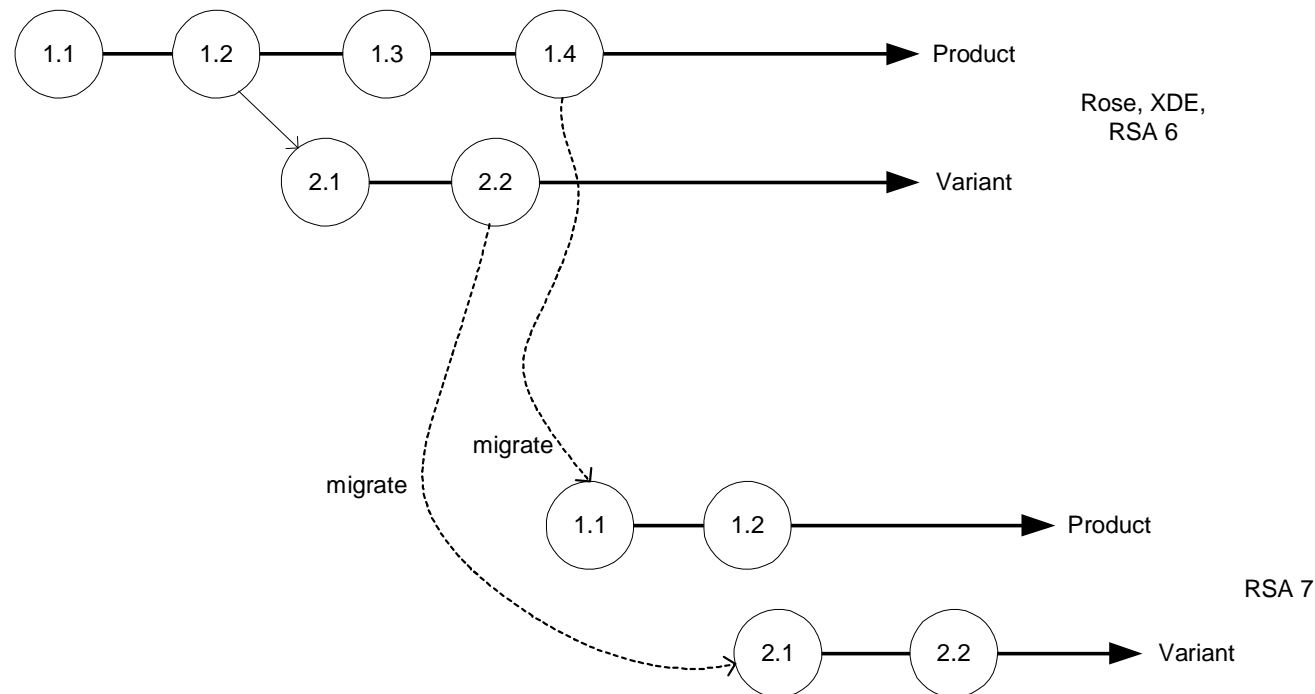 1.1
1.2
1.3
1.4
Product
Rose, XDE,
RSA 6
2.1
2.2
Variant
migrate
migrate
1.1
1.2
Product
RSA 7
2.1
2.2
Variant